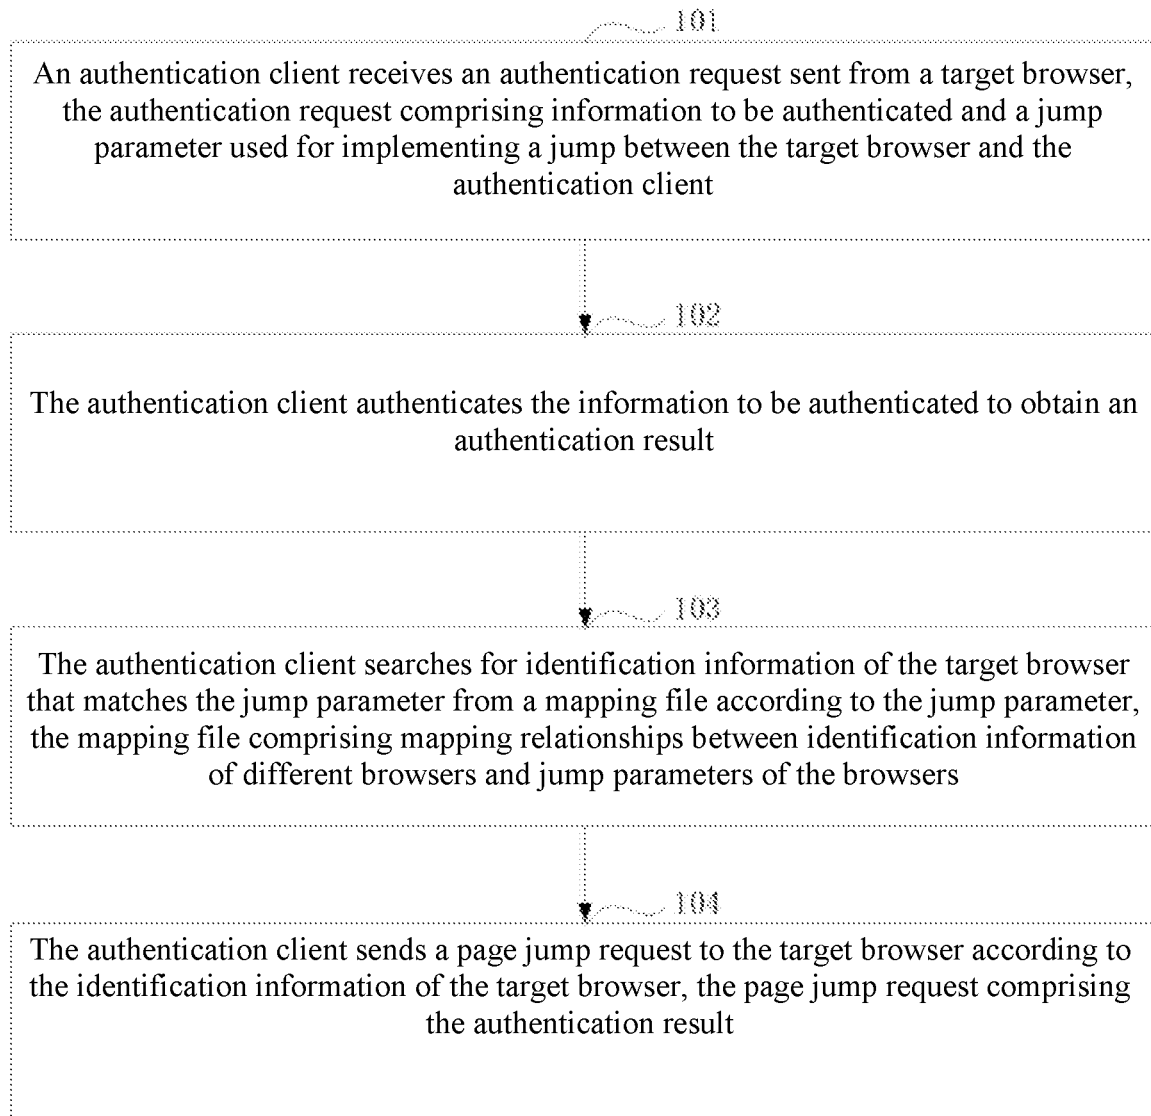 101
An authentication client receives an authentication request sent from a target browser,
the authentication request comprising information to be authenticated and a jump
parameter used for implementing a jump between the target browser and the
authentication client
102
The authentication client authenticates the information to be authenticated to obtain an
authentication result
103
The authentication client searches for identification information of the target browser
that matches the jump parameter from a mapping file according to the jump parameter,
the mapping file comprising mapping relationships between identification information
of different browsers and jump parameters of the browsers
104
The authentication client sends a page jump request to the target browser according to
the identification information of the target browser, the page jump request comprising
the authentication result